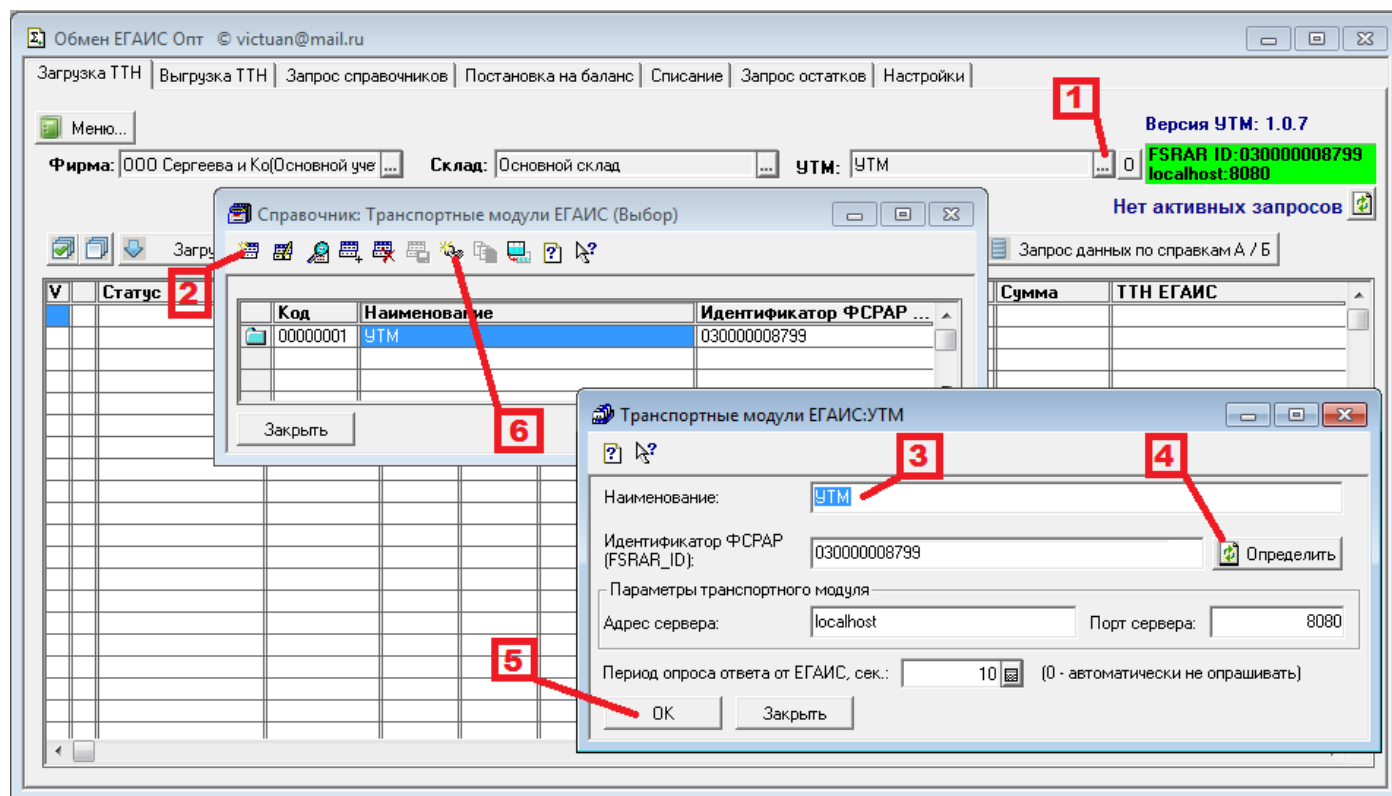 Обмен ЕГАИС Опт © victuan@mail.ru
Загрузка ТТН Выгрузка ТТН Запрос справочников Постановка на баланс Списание Запрос остатков Настройки
1
Меню...
Версия УТМ: 1.0.7
Фирма: ООО Сергеева и Ко(Основной уче ... Склад: Основной склад ... УТМ: УТМ ... О
FSRAR ID:030000008799
localhost:8080
Нет активных запросов
Справочник: Транспортные модули ЕГАИС (Выбор)
Загру
Запрос данных по справкам А / Б
2
V Статус Сумма ТТН ЕГАИС
Код Наименование Идентификатор ФСРАР ...
00000001 УТМ 030000008799
Закрыть
6
Транспортные модули ЕГАИС:УТМ
3
4
Наименование: УТМ
Идентификатор ФСРАР
(FSRAR_ID): 030000008799 Определить
Параметры транспортного модуля
Адрес сервера: localhost Порт сервера: 8080
5
Период опроса ответа от ЕГАИС, сек.: 10 (0 - автоматически не опрашивать)
OK Закрыть